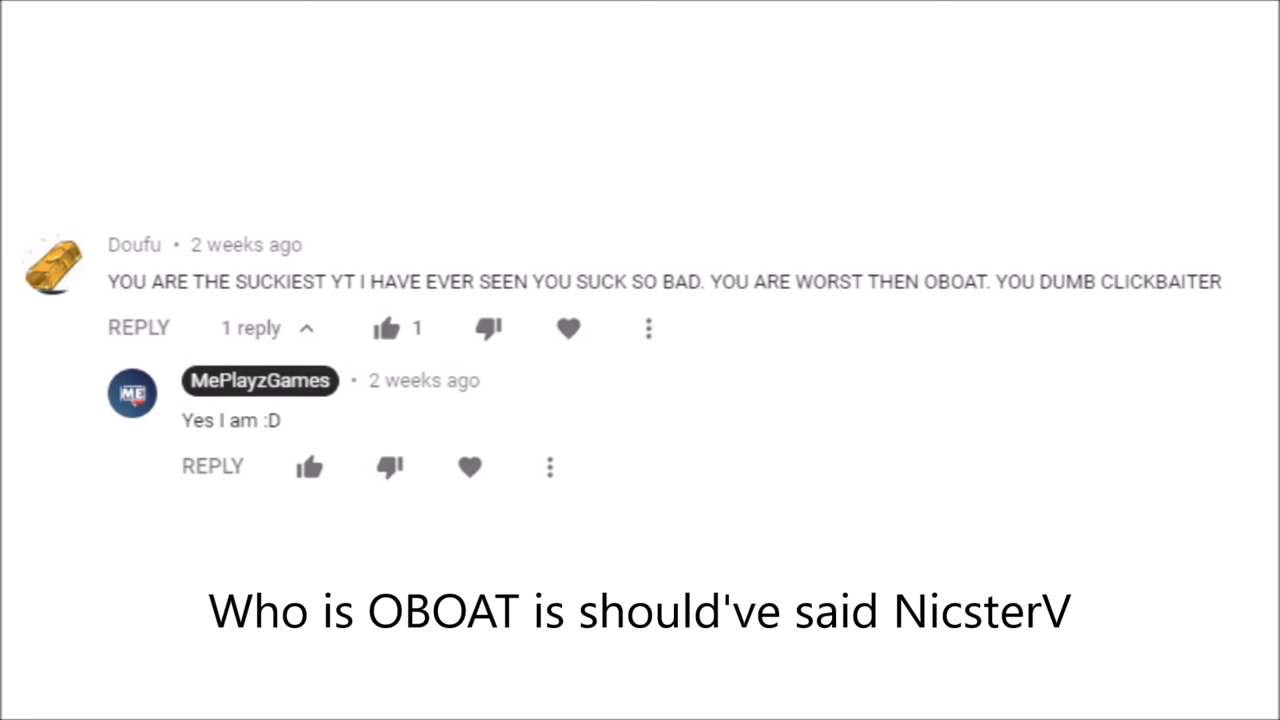 Doufu • 2 weeks ago
YOU ARE THE SUCKIEST YT I HAVE EVER SEEN YOU SUCK SO BAD. YOU ARE WORST THEN OBOAT. YOU DUMB CLICKBAITER
REPLY 1 reply 1
ME MePlayzGames • 2 weeks ago
Yes I am :D
REPLY
Who is OBOAT is should've said NicsterV